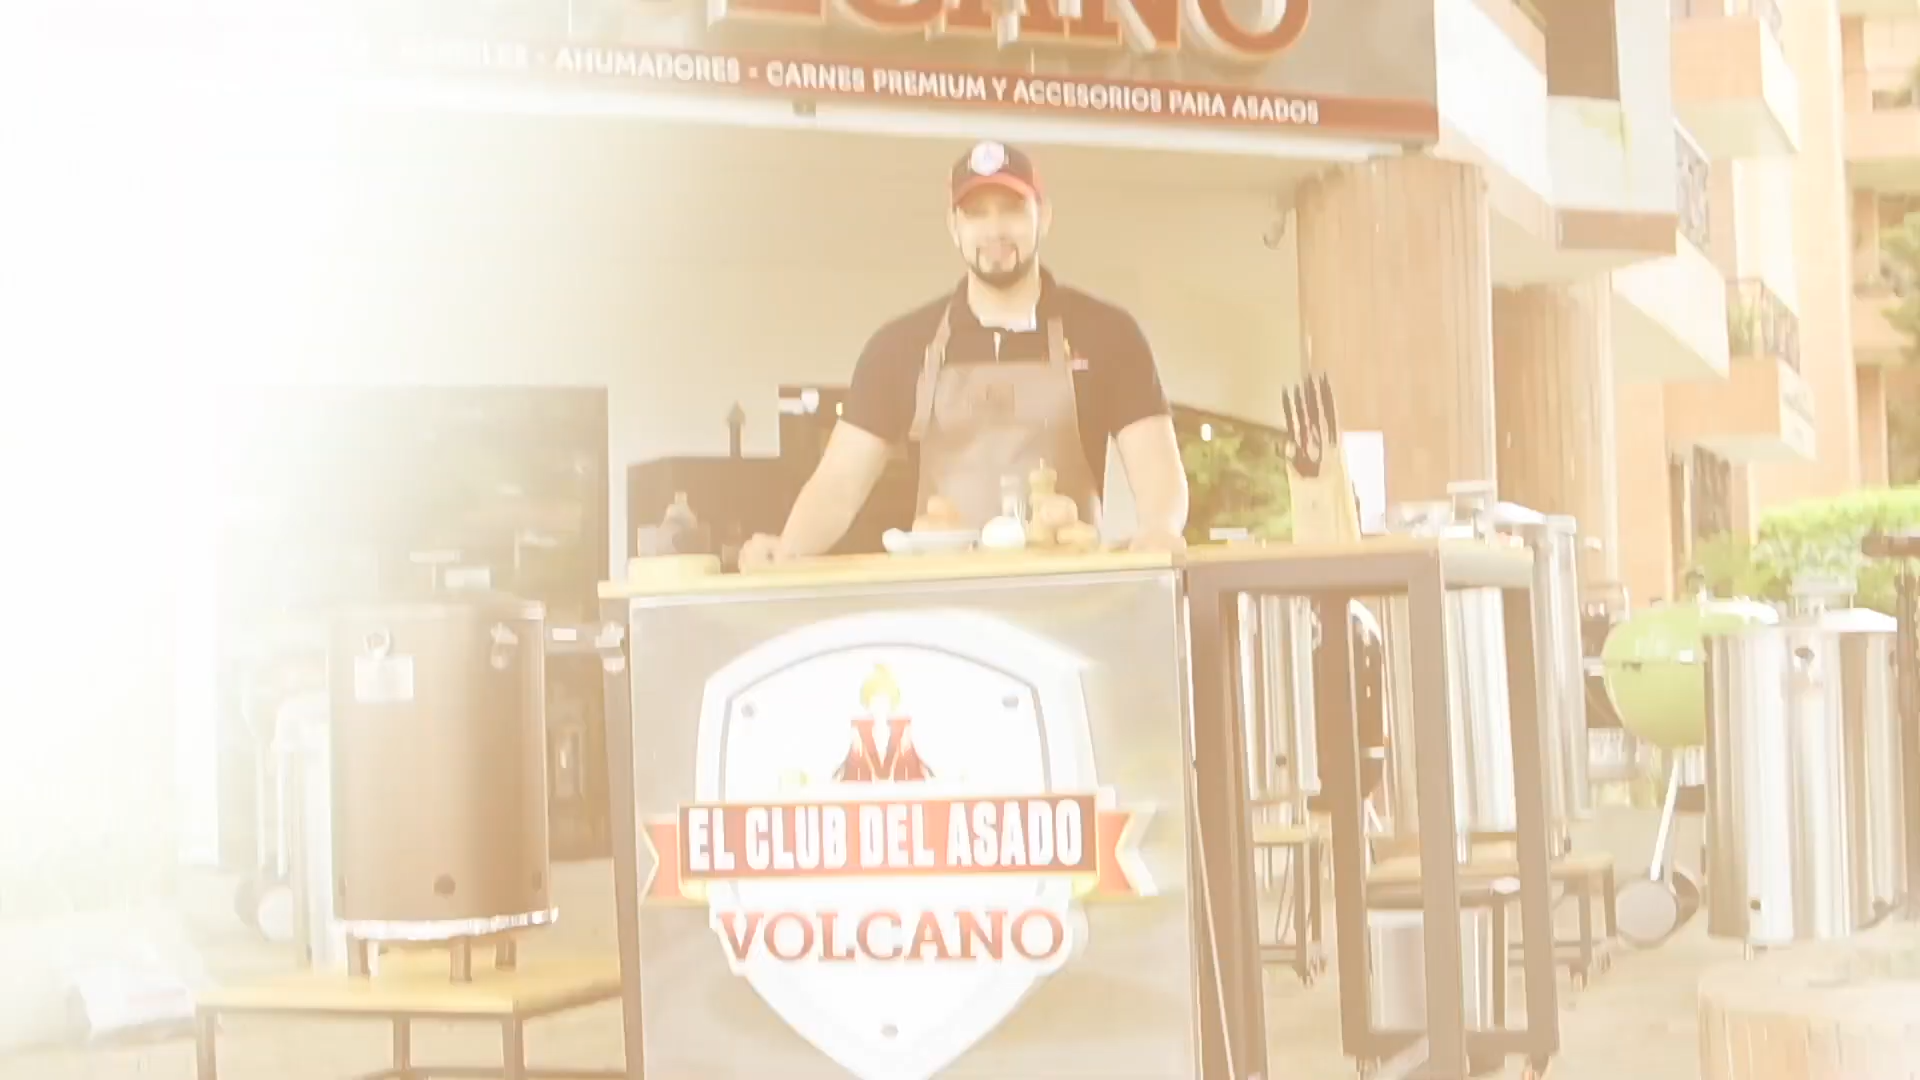 AHUMADORES - CARNES PREMIUM Y ACCESORIOS PARA ASADOS
V
EL CLUB DEL ASADO
VOLCANO